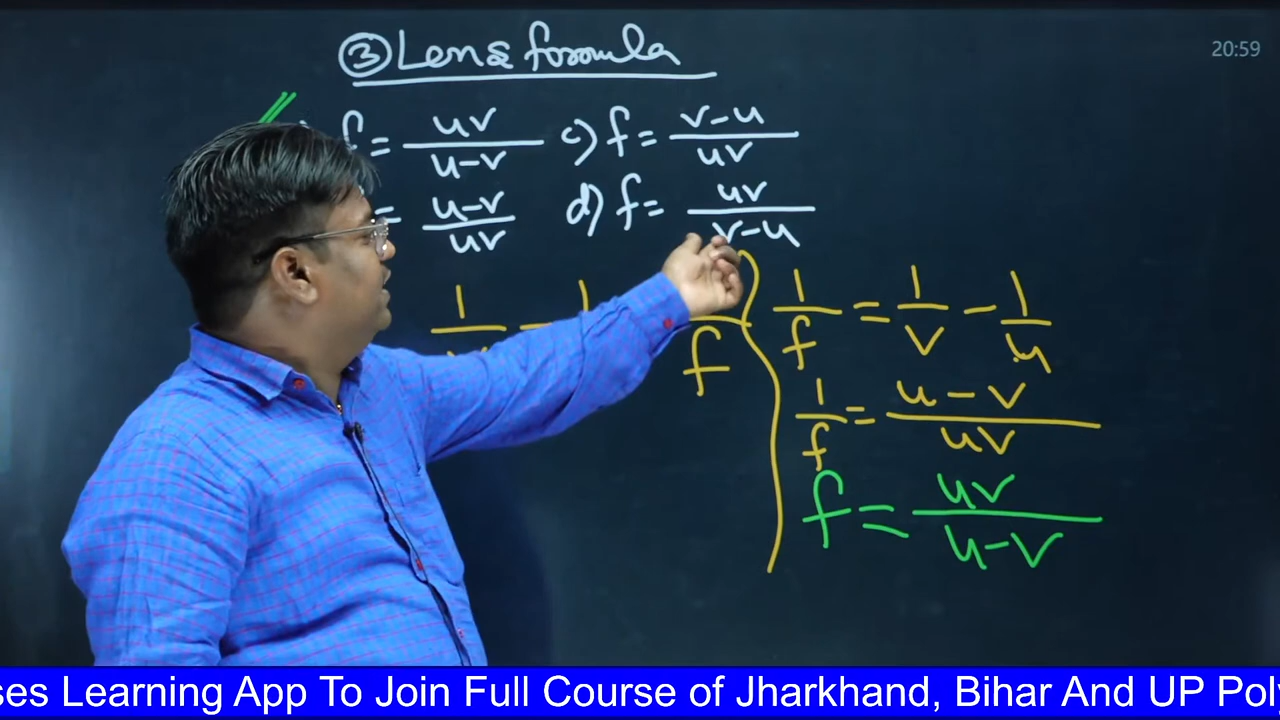 20:59
③ Lens formula
f = uv/u-v c) f = v-u/uv
= u-v/uv d) f = uv/v-u
1/f = 1/v - 1/u
1/f = u-v/uv
f = uv/u-v
ses Learning App To Join Full Course of Jharkhand, Bihar And UP Poly